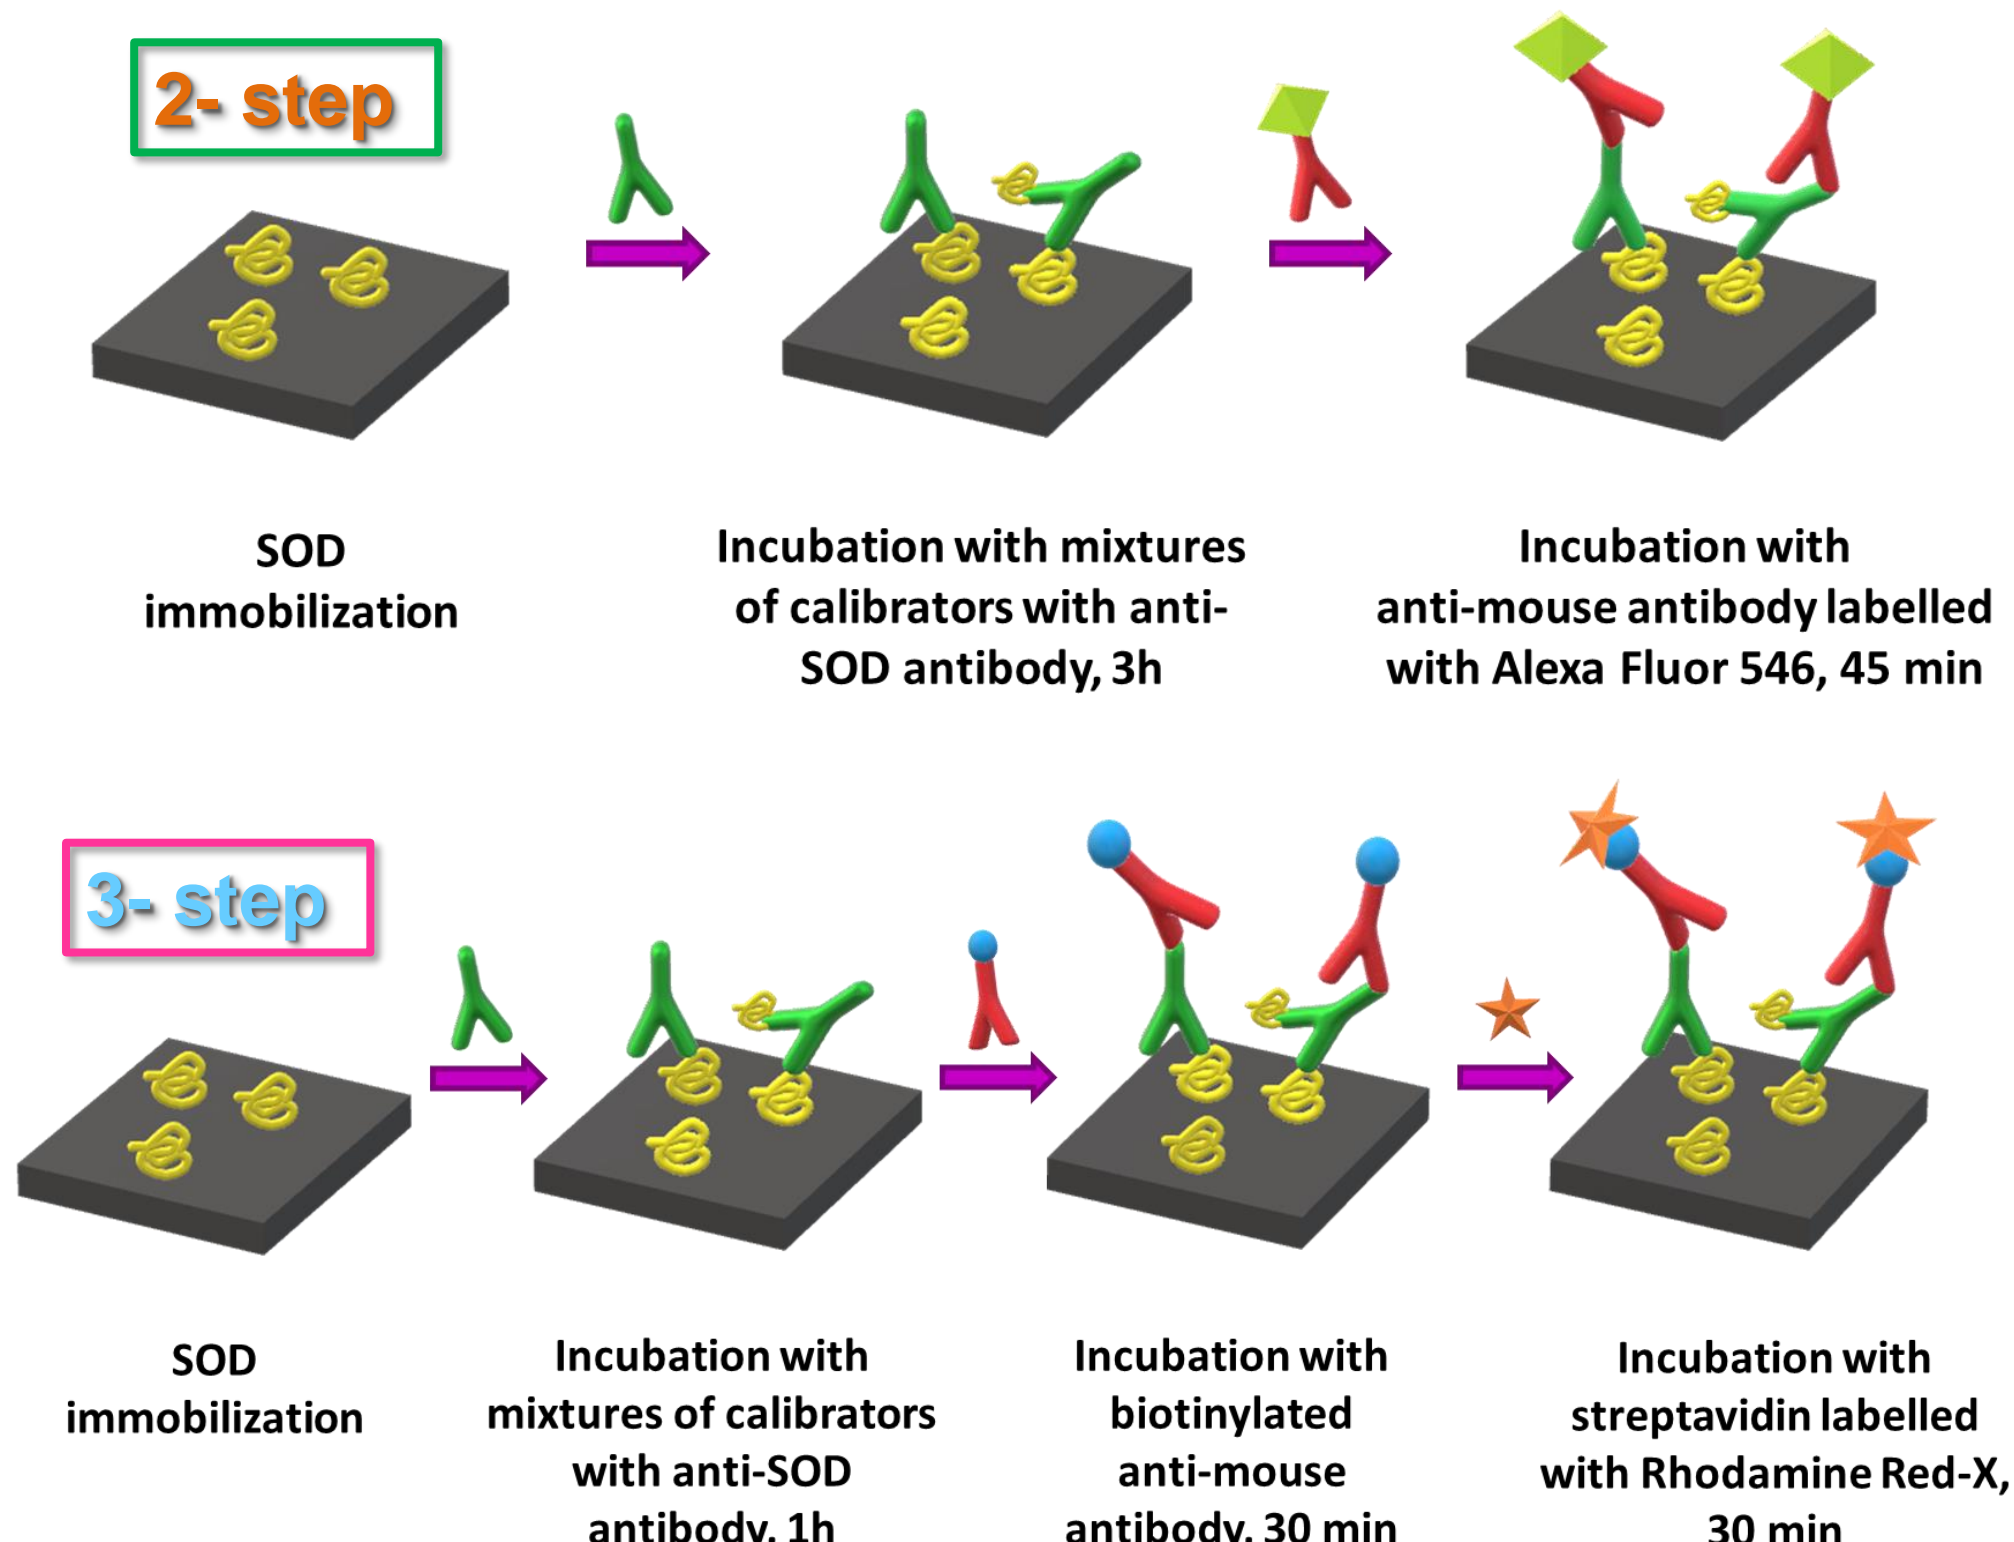 2- step
SOD
immobilization
Incubation with mixtures
of calibrators with anti-
SOD antibody, 3h
Incubation with
anti-mouse antibody labelled
with Alexa Fluor 546, 45 min
3- step
SOD
immobilization
Incubation with
mixtures of calibrators
with anti-SOD
antibody, 1h
Incubation with
biotinylated
anti-mouse
antibody, 30 min
Incubation with
streptavidin labelled
with Rhodamine Red-X,
30 min